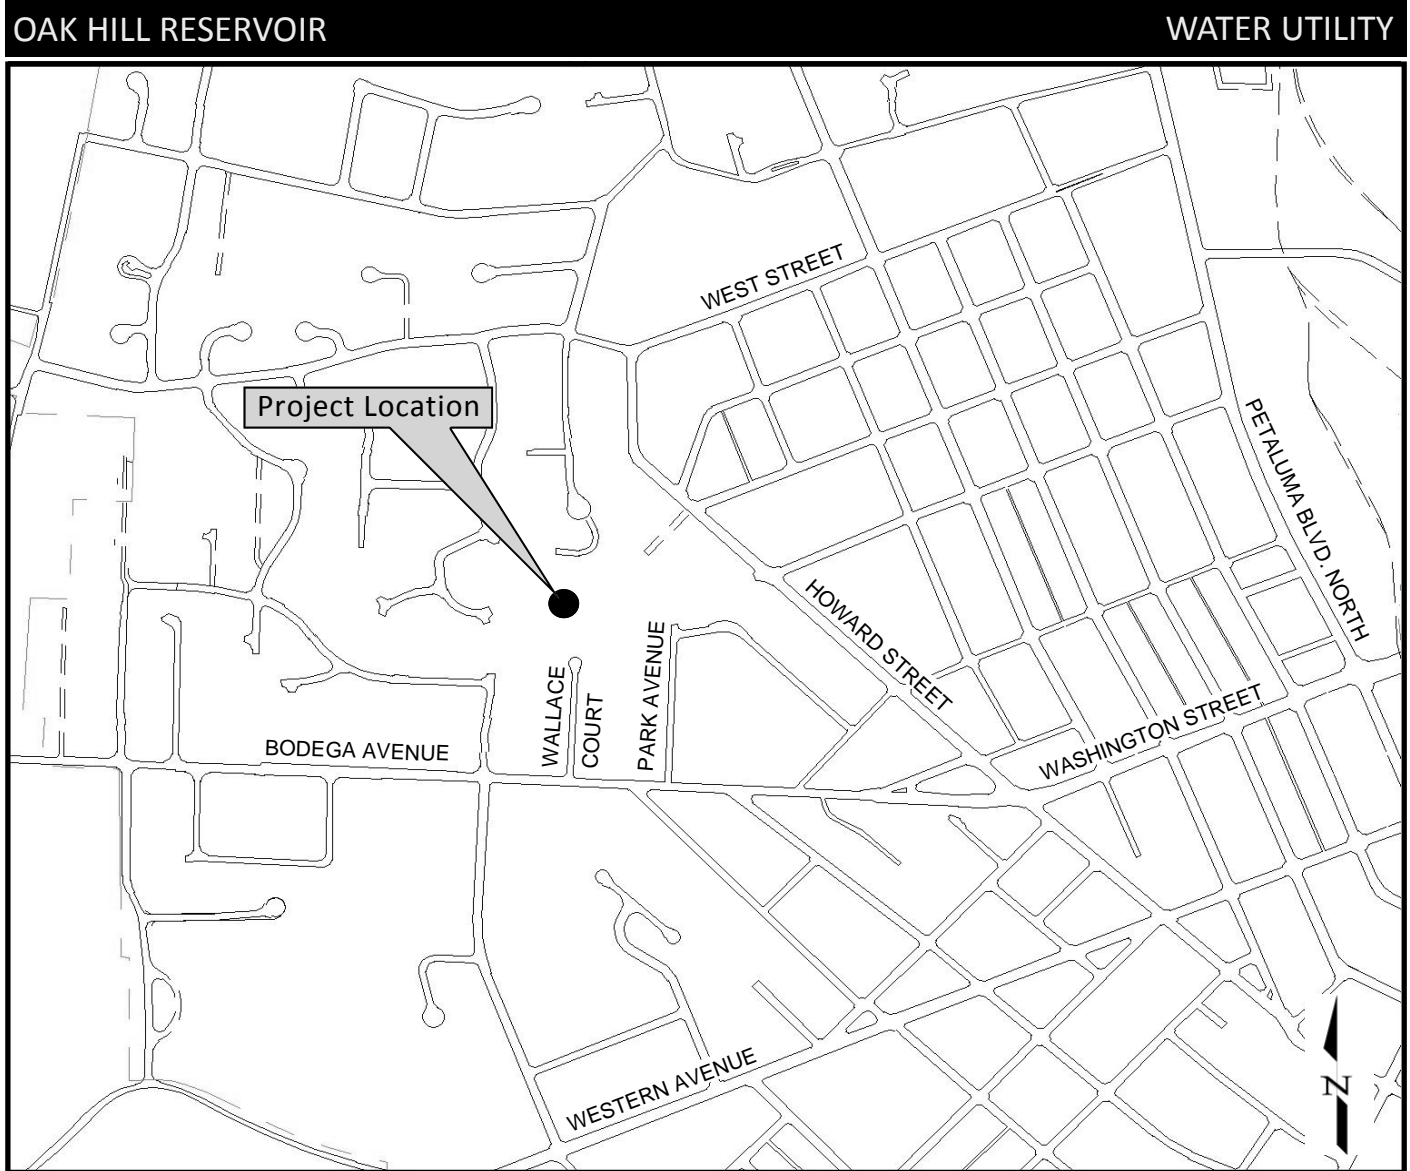 OAK HILL RESERVOIR
WATER UTILITY
WEST STREET
Project Location
PETALUMA BLVD. NORTH
HOWARD STREET
WALLACE
COURT
PARK AVENUE
BODEGA AVENUE
WASHINGTON STREET
WESTERN AVENUE
N